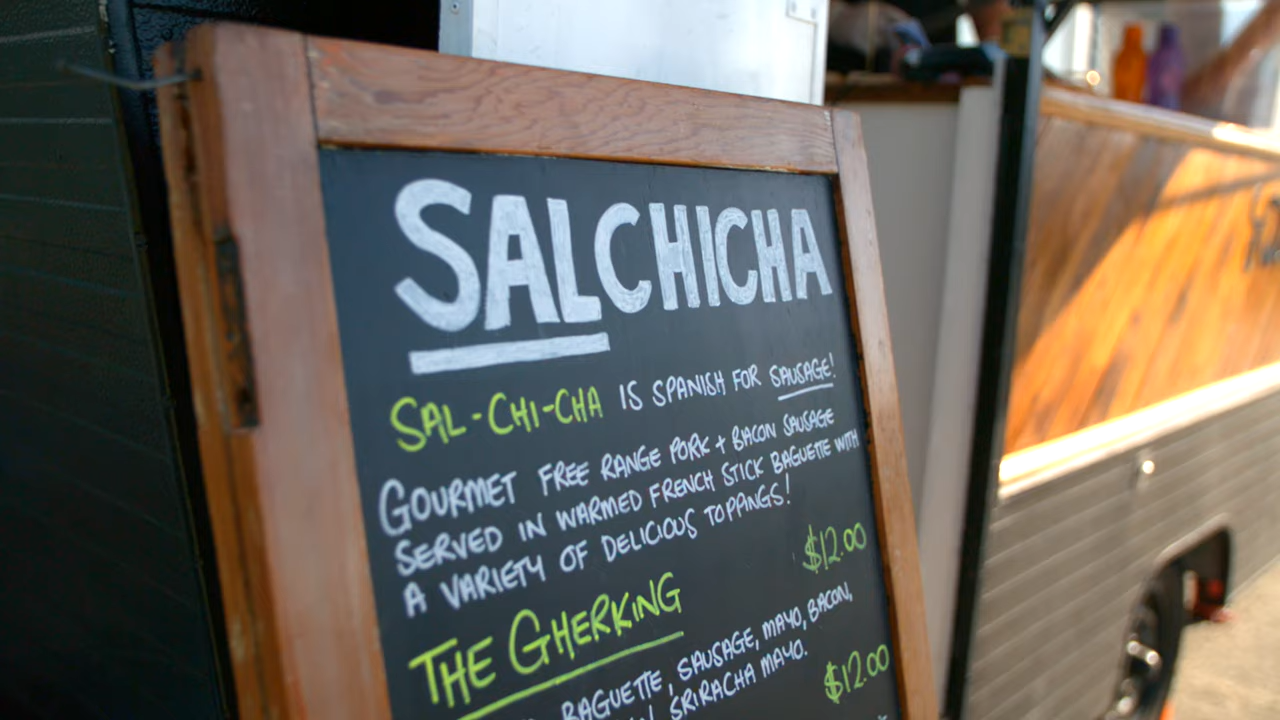 SALCHICHA
SAL-CHI-CHA IS SPANISH FOR SAUSAGE!
GOURMET FREE RANGE PORK + BACON SAUSAGE
SERVED IN WARMED FRENCH STICK BAGUETTE WITH
A VARIETY OF DELICIOUS TOPPINGS!
$12.00
THE GHERKING
BAGUETTE, SAUSAGE, MAYO, BACON,
SRIRACHA MAYO.
$12.00